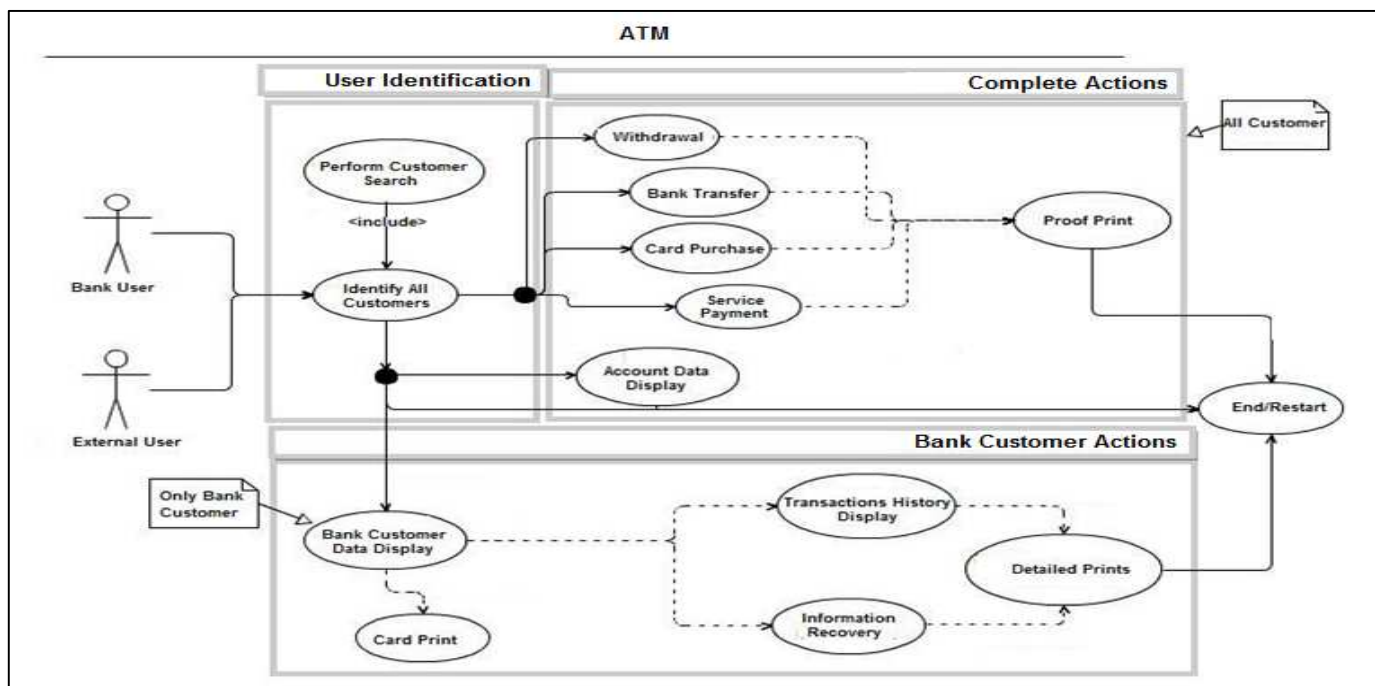 ATM
User Identification
Complete Actions
All Customer
Withdrawal
Perform Customer
Search
Bank Transfer
<include>
Proof Print
Card Purchase
Bank User
Identify All
Customers
Service
Payment
Account Data
Display
End/Restart
External User
Bank Customer Actions
Only Bank
Customer
Transactions History
Display
Bank Customer
Data Display
Detailed Prints
Information
Recovery
Card Print